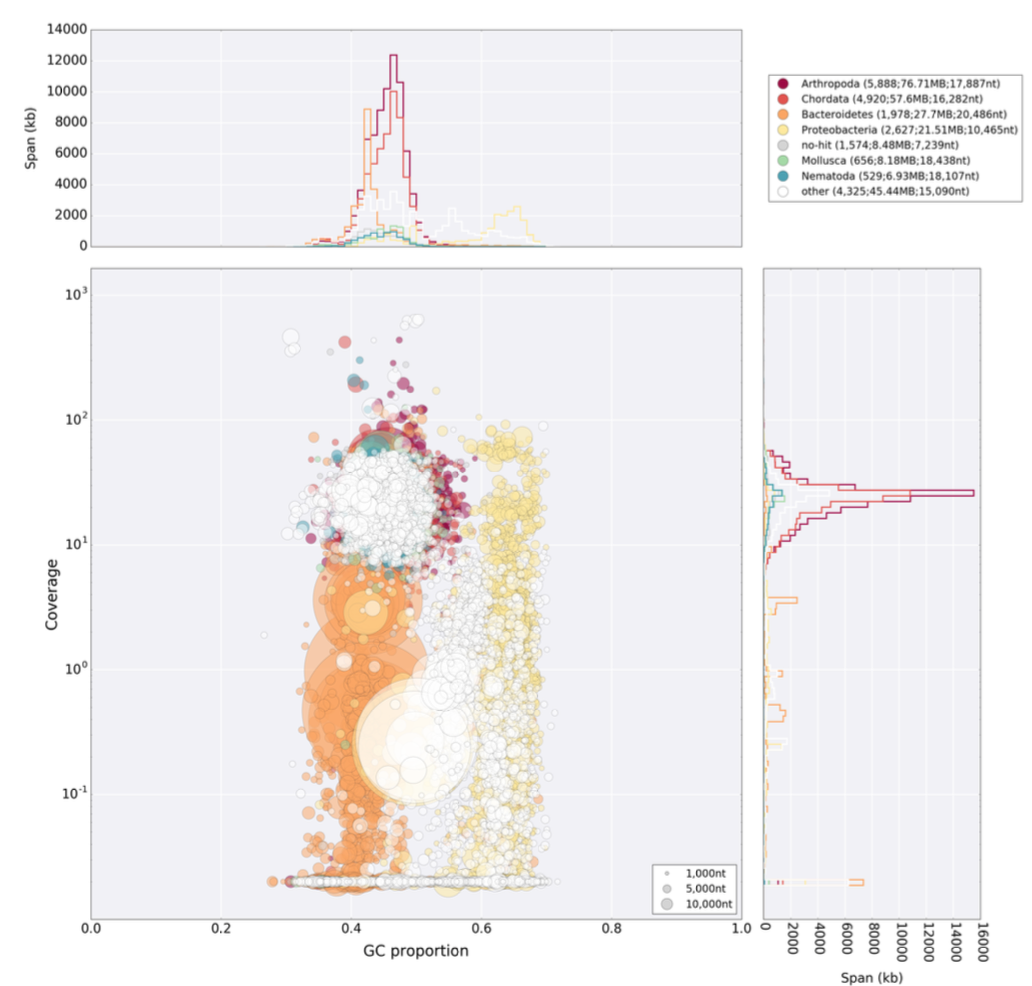 14000
12000
10000
8000
6000
4000
2000
0
Span (kb)
Arthropoda (5,888;76.71MB;17,887nt)
Chordata (4,920;57.6MB;16,282nt)
Bacteroidetes (1,978;27.7MB;20,486nt)
Proteobacteria (2,627;21.51MB;10,465nt)
no-hit (1,574;8.48MB;7,239nt)
Mollusca (656;8.18MB;18,438nt)
Nematoda (529;6.93MB;18,107nt)
other (4,325;45.44MB;15,090nt)
10³
10²
10¹
10⁰
10⁻¹
Coverage
1,000nt
5,000nt
10,000nt
0.0 0.2 0.4 0.6 0.8 1.0
GC proportion
0 2000 4000 6000 8000 10000 12000 14000 16000
Span (kb)